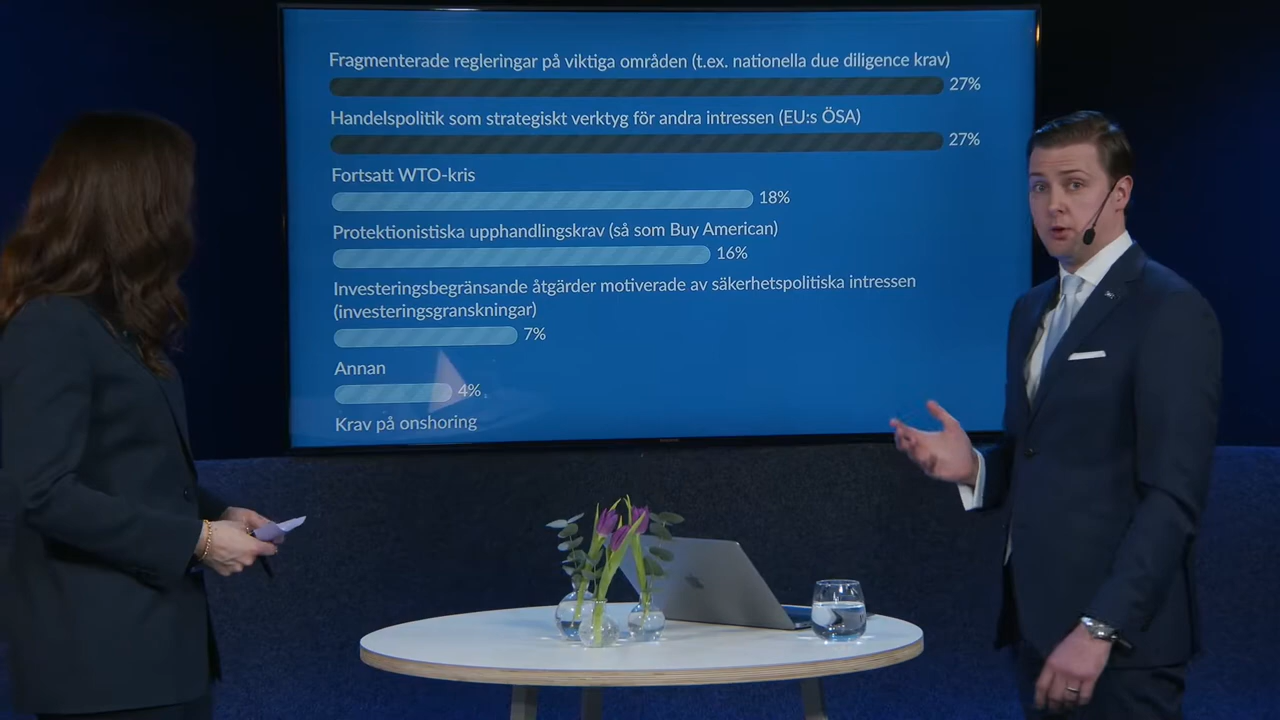 Fragmenterade regleringar på viktiga områden (t.ex. nationella due diligence krav)
27%
Handelspolitik som strategiskt verktyg för andra intressen (EU:s ÖSA)
27%
Fortsatt WTO-kris
18%
Protektionistiska upphandlingskrav (så som Buy American)
16%
Investeringsbegränsande åtgärder motiverade av säkerhetspolitiska intressen
(investeringsgranskningar)
7%
Annan
4%
Krav på onshoring